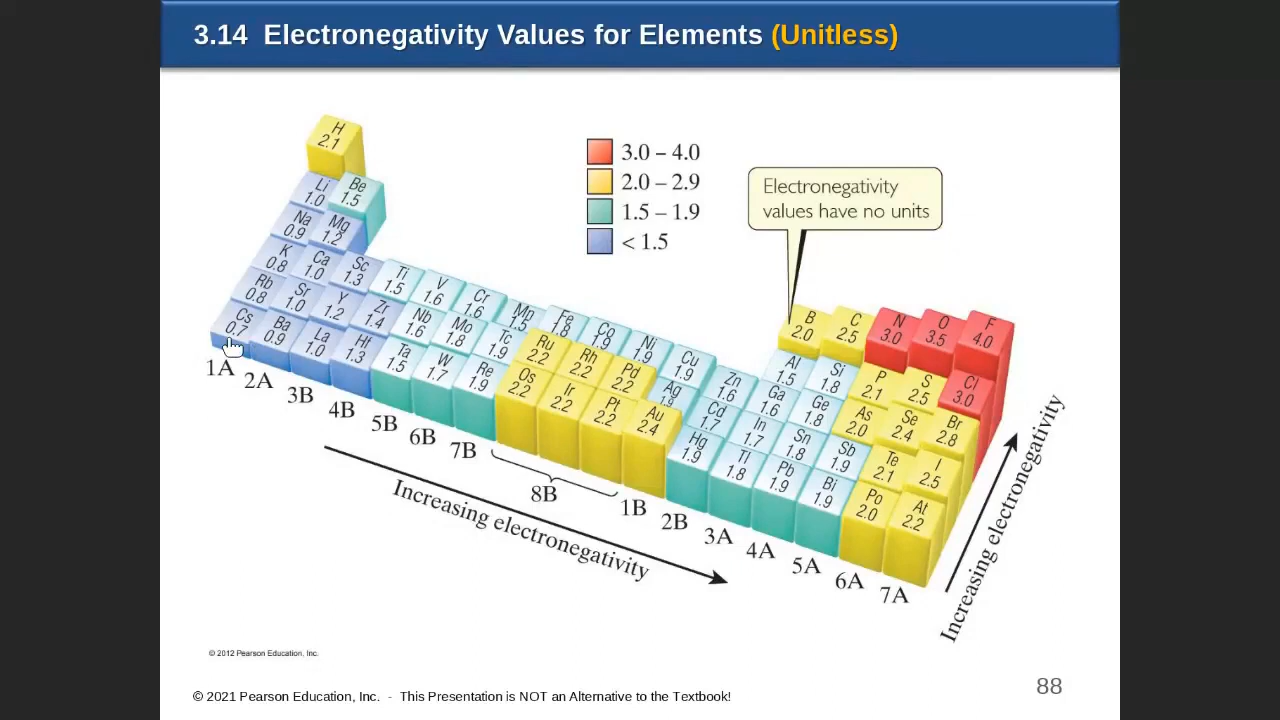 3.14 Electronegativity Values for Elements (Unitless)
H
2.1
3.0 – 4.0
2.0 – 2.9
1.5 – 1.9
< 1.5
Electronegativity
values have no units
Li
1.0
Be
1.5
Na
0.9
Mg
1.2
K
0.8
Ca
1.0
Sc
1.3
Ti
1.5
V
1.6
Cr
1.6
Mn
1.5
Fe
1.8
Co
1.9
Ni
1.9
Cu
1.9
Zn
1.6
Ga
1.6
Ge
1.8
As
2.0
Se
2.4
Br
2.8
B
2.0
C
2.5
N
3.0
O
3.5
F
4.0
Al
1.5
Si
1.8
P
2.1
S
2.5
Cl
3.0
Rb
0.8
Sr
1.0
Y
1.2
Zr
1.4
Nb
1.6
Mo
1.8
Tc
1.9
Ru
2.2
Rh
2.2
Pd
2.2
Ag
1.9
Cd
1.7
In
1.7
Sn
1.8
Sb
1.9
Te
2.1
I
2.5
Cs
0.7
Ba
0.9
La
1.0
Hf
1.3
Ta
1.5
W
1.7
Re
1.9
Os
2.2
Ir
2.2
Pt
2.2
Au
2.4
Hg
1.9
Tl
1.8
Pb
1.9
Bi
1.9
Po
2.0
At
2.2
1A
2A
3B
4B
5B
6B
7B
8B
1B
2B
3A
4A
5A
6A
7A
Increasing electronegativity
Increasing electronegativity
© 2012 Pearson Education, Inc.
© 2021 Pearson Education, Inc. - This Presentation is NOT an Alternative to the Textbook!
88